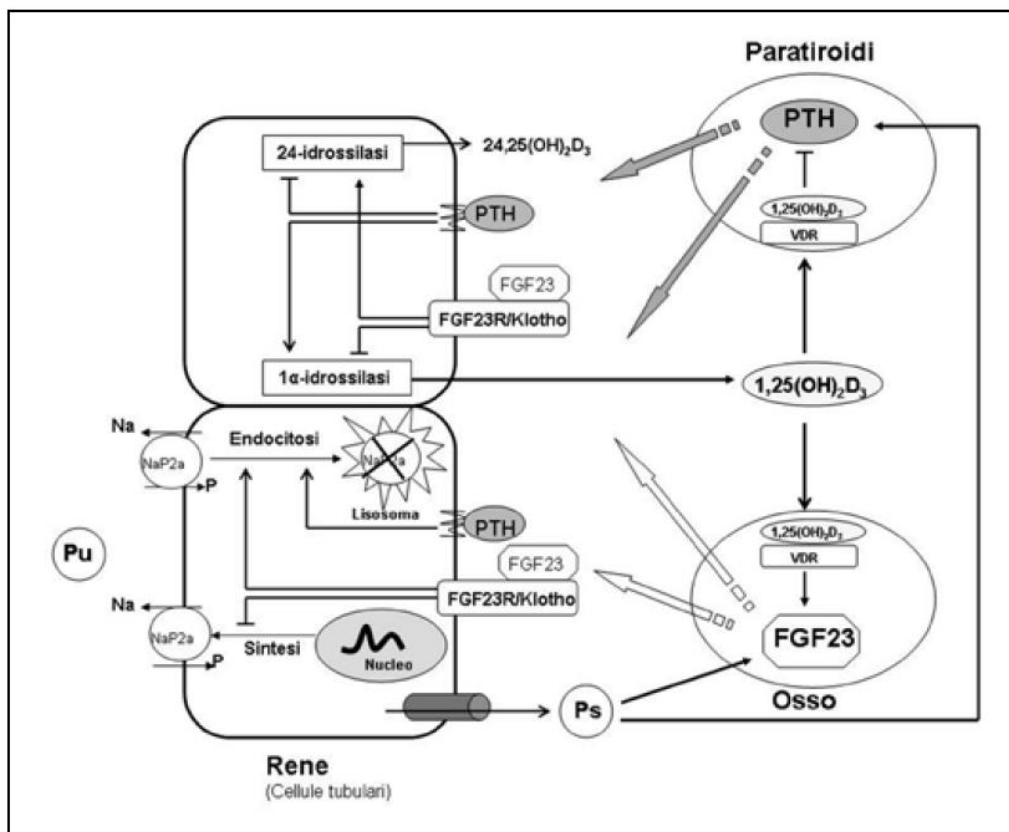 Paratiroidi
PTH
1,25(OH)₂D₃
VDR
24-idrossilasi
24,25(OH)₂D₃
PTH
FGF23
FGF23R/Klotho
1α-idrossilasi
1,25(OH)₂D₃
Na
NaP2a
P
Endocitosi
NaP2a
Lisosoma
PTH
FGF23
FGF23R/Klotho
Pu
Na
NaP2a
P
Sintesi
Nucleo
1,25(OH)₂D₃
VDR
FGF23
Osso
Ps
Rene
(Cellule tubulari)